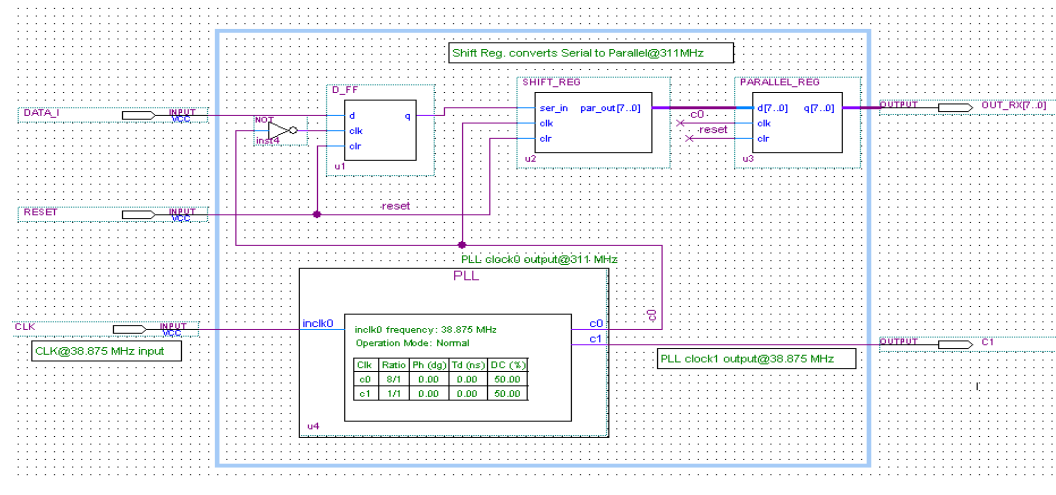 Shift Reg. converts Serial to Parallel@311MHz
D_FF
SHIFT_REG
PARALLEL_REG
DATA_I
INPUT
VCC
NOT
inst4
d q
clk
clr
u1
ser_in par_out[7..0]
clk
clr
u2
c0
reset
d[7..0] q[7..0]
clk
clr
u3
OUTPUT
OUT_RX[7..0]
RESET
INPUT
VCC
reset
PLL clock0 output@311 MHz
PLL
c0
CLK
INPUT
VCC
CLK@38.875 MHz input
inclk0
inclk0 frequency: 38.875 MHz
Operation Mode: Normal
Clk Ratio Ph (dg) Td (ns) DC (%)
c0 8/1 0.00 0.00 50.00
c1 1/1 0.00 0.00 50.00
c0
c1
u4
PLL clock1 output@38.875 MHz
OUTPUT
C1